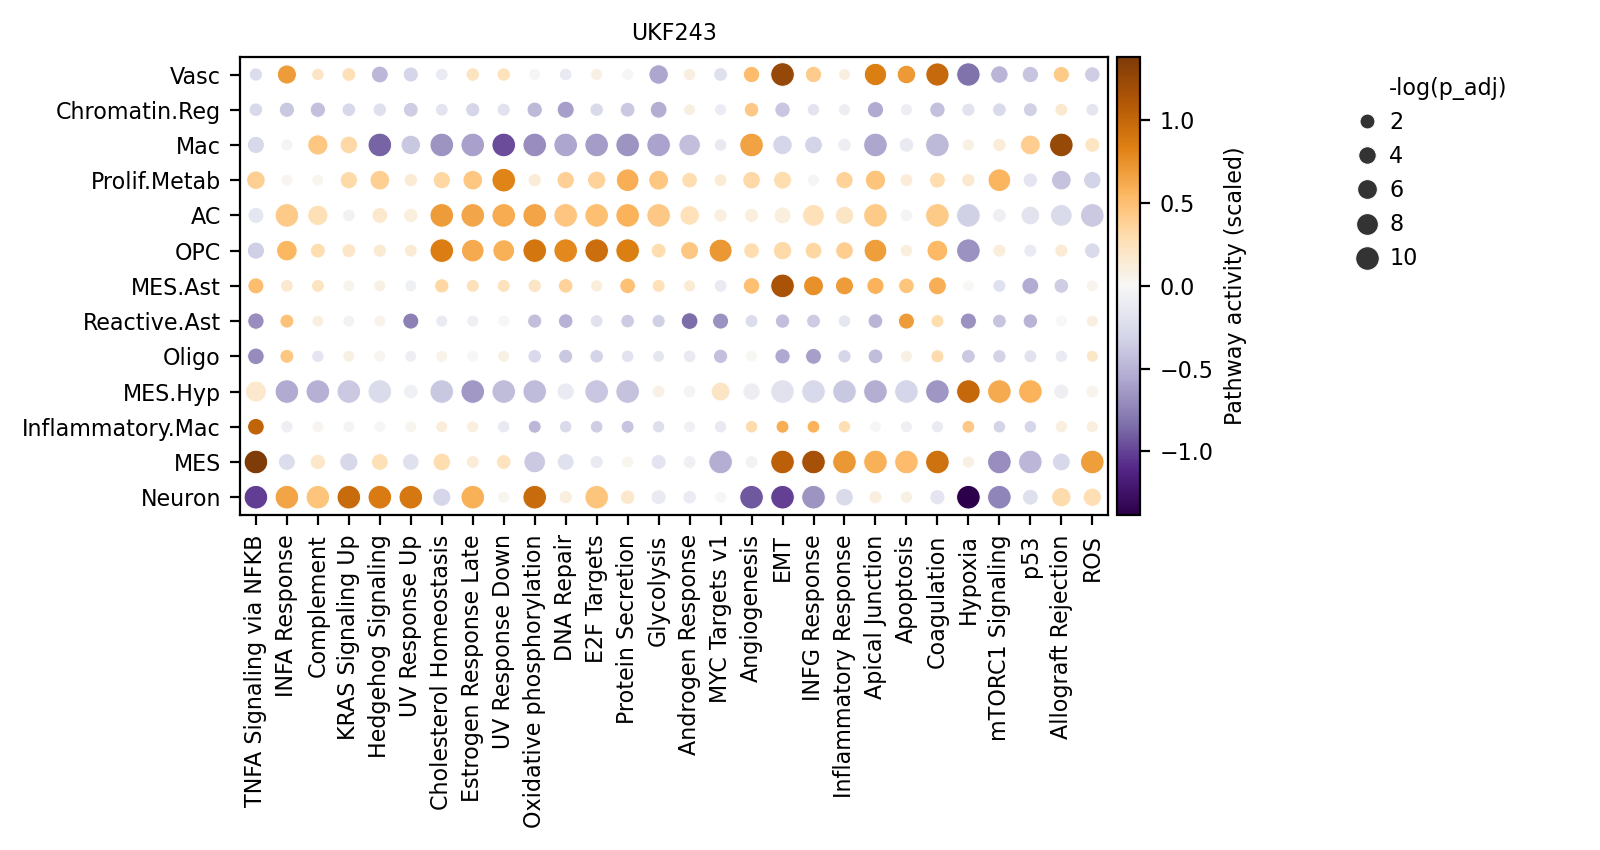 UKF243
Vasc
Chromatin.Reg
Mac
Prolif.Metab
AC
OPC
MES.Ast
Reactive.Ast
Oligo
MES.Hyp
Inflammatory.Mac
MES
Neuron
TNFA Signaling via NFKB
INFA Response
Complement
KRAS Signaling Up
Hedgehog Signaling
UV Response Up
Cholesterol Homeostasis
Estrogen Response Late
UV Response Down
Oxidative phosphorylation
DNA Repair
E2F Targets
Protein Secretion
Glycolysis
Androgen Response
MYC Targets v1
Angiogenesis
EMT
INFG Response
Inflammatory Response
Apical Junction
Apoptosis
Coagulation
Hypoxia
mTORC1 Signaling
p53
Allograft Rejection
ROS
1.0
0.5
0.0
−0.5
−1.0
Pathway activity (scaled)
-log(p_adj)
2
4
6
8
10